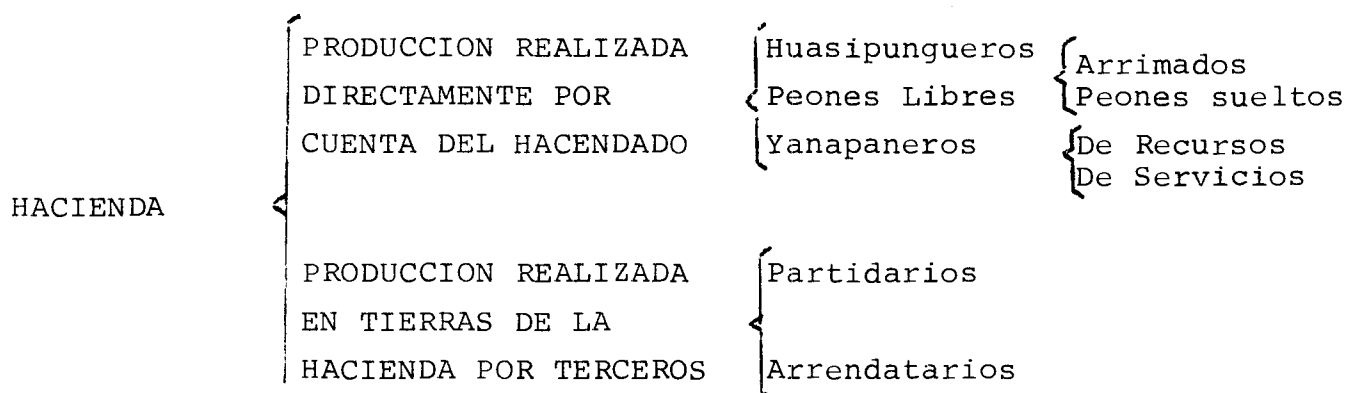 PRODUCCION REALIZADA
DIRECTAMENTE POR
CUENTA DEL HACENDADO
Huasipungueros
Peones Libres
Yanapaneros
Arrimados
Peones sueltos
De Recursos
De Servicios
HACIENDA
PRODUCCION REALIZADA
EN TIERRAS DE LA
HACIENDA POR TERCEROS
Partidarios
Arrendatarios